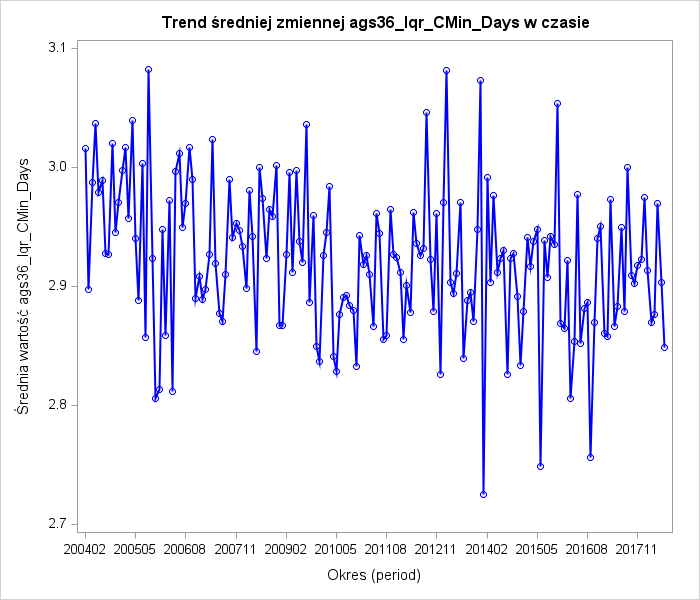 Trend średniej zmiennej ags36_Iqr_CMin_Days w czasie
Średnia wartość ags36_Iqr_CMin_Days
3.1
3.0
2.9
2.8
2.7
200402 200505 200608 200711 200902 201005 201108 201211 201402 201505 201608 201711
Okres (period)